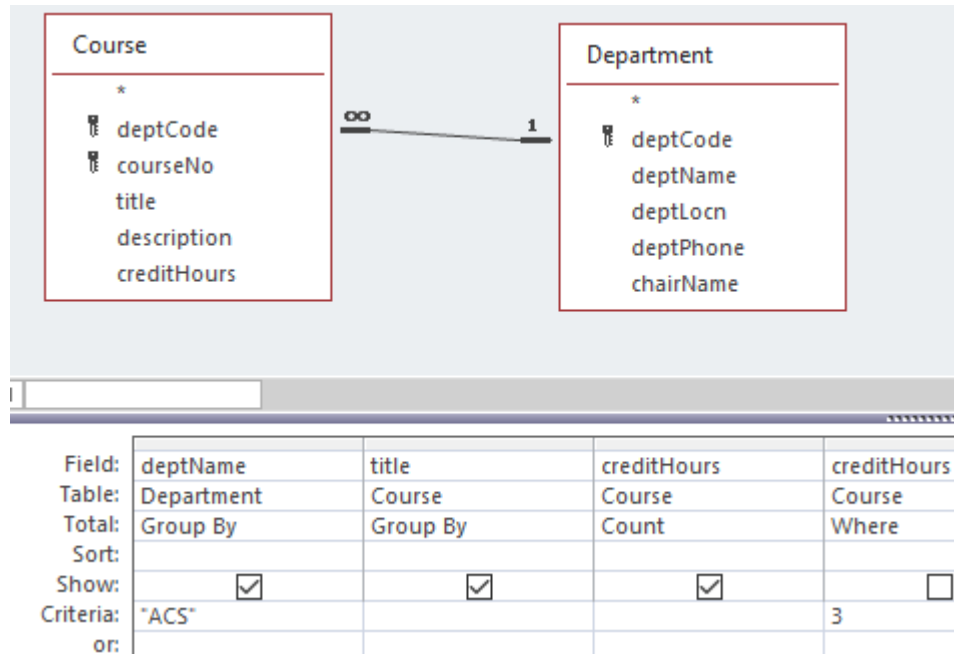 Course
*
deptCode
courseNo
title
description
creditHours
∞ 1
Department
*
deptCode
deptName
deptLocn
deptPhone
chairName
Field: deptName title creditHours creditHours
Table: Department Course Course Course
Total: Group By Group By Count Where
Sort:
Show:
Criteria: "ACS" 3
or: